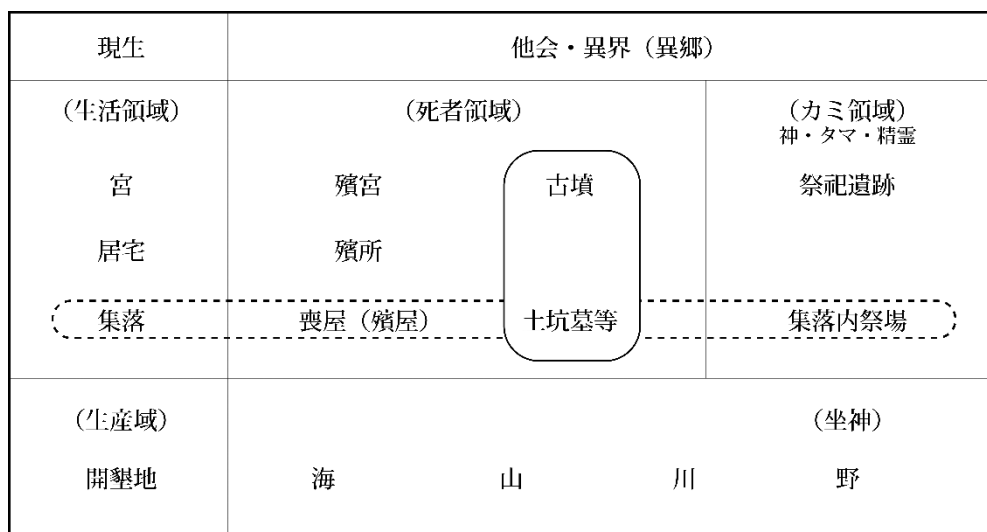 現生 他会・異界（異郷）
（生活領域） （死者領域） （カミ領域）
神・タマ・精霊
宮 殯宮 古墳 祭祀遺跡
居宅 殯所
集落 喪屋（殯屋） 土坑墓等 集落内祭場
（生産域） （坐神）
開墾地 海 山 川 野